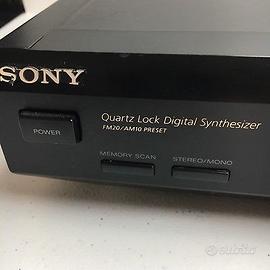 SONY
Quartz Lock Digital Synthesizer
FM20/AM10 PRESET
POWER
MEMORY SCAN
STEREO/MONO
subito